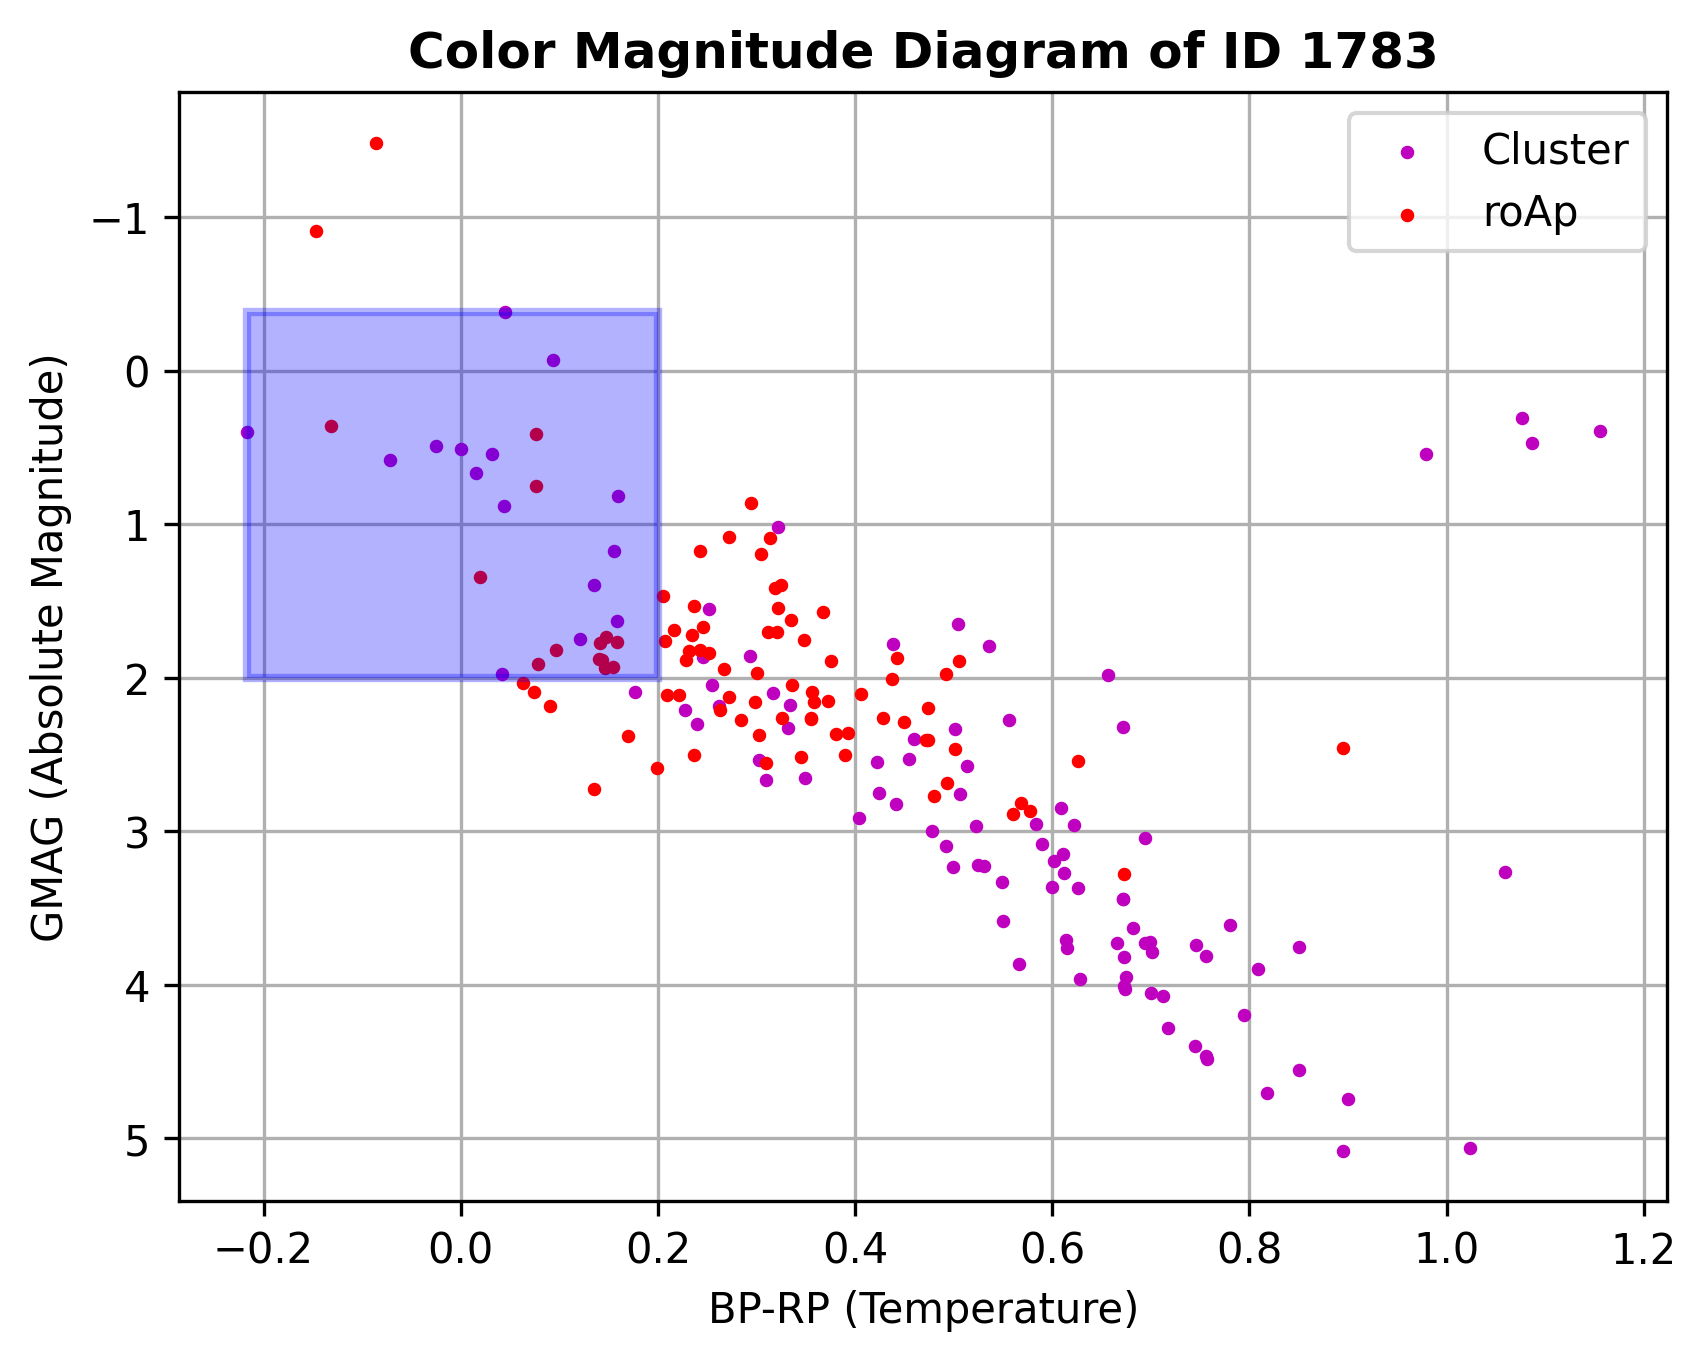 Color Magnitude Diagram of ID 1783
Cluster
roAp
GMAG (Absolute Magnitude)
−1
0
1
2
3
4
5
−0.2 0.0 0.2 0.4 0.6 0.8 1.0 1.2
BP-RP (Temperature)